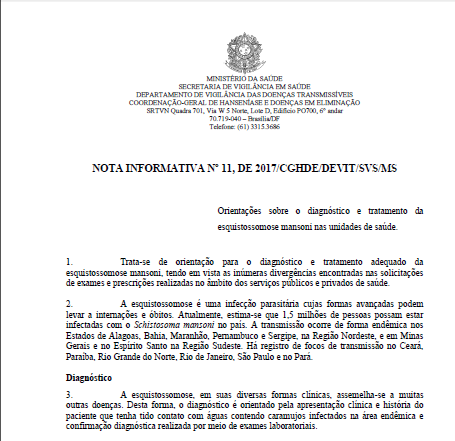 MINISTÉRIO DA SAÚDE
SECRETARIA DE VIGILÂNCIA EM SAÚDE
DEPARTAMENTO DE VIGILÂNCIA DAS DOENÇAS TRANSMISSÍVEIS
COORDENAÇÃO-GERAL DE HANSENÍASE E DOENÇAS EM ELIMINAÇÃO
SRTVN Quadra 701, Via W 5 Norte, Lote D, Edifício PO700, 6º andar
70.719-040 – Brasília/DF
Telefone: (61) 3315.3686
NOTA INFORMATIVA Nº 11, DE 2017/CGHDE/DEVIT/SVS/MS
Orientações sobre o diagnóstico e tratamento da
esquistossomose mansoni nas unidades de saúde.
1. Trata-se de orientação para o diagnóstico e tratamento adequado da
esquistossomose mansoni, tendo em vista as inúmeras divergências encontradas nas solicitações
de exames e prescrições realizadas no âmbito dos serviços públicos e privados de saúde.
2. A esquistossomose é uma infecção parasitária cujas formas avançadas podem
levar a internações e óbitos. Atualmente, estima-se que 1,5 milhões de pessoas possam estar
infectadas com o Schistosoma mansoni no país. A transmissão ocorre de forma endêmica nos
Estados de Alagoas, Bahia, Maranhão, Pernambuco e Sergipe, na Região Nordeste, e em Minas
Gerais e no Espírito Santo na Região Sudeste. Há registro de focos de transmissão no Ceará,
Paraíba, Rio Grande do Norte, Rio de Janeiro, São Paulo e no Pará.
Diagnóstico
3. A esquistossomose, em suas diversas formas clínicas, assemelha-se a muitas
outras doenças. Desta forma, o diagnóstico é orientado pela apresentação clínica e história do
paciente que tenha tido contato com águas contendo caramujos infectados na área endêmica e
confirmação diagnóstica realizada por meio de exames laboratoriais.